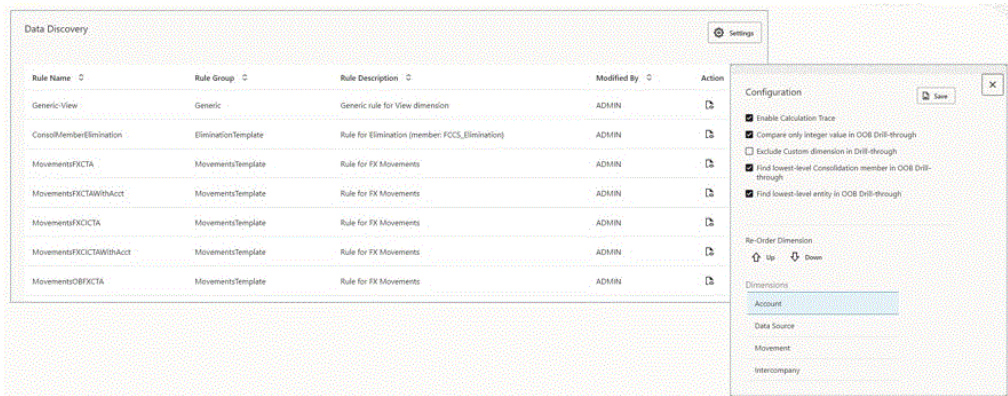 Data Discovery
Settings
Rule Name Rule Group Rule Description Modified By Action
Generic-View Generic Generic rule for View dimension ADMIN
ConsolMemberElimination EliminationTemplate Rule for Elimination (member: FCCS_Elimination) ADMIN
MovementsFXCTA MovementsTemplate Rule for FX Movements ADMIN
MovementsFXCTAWithAcct MovementsTemplate Rule for FX Movements ADMIN
MovementsFXCICTA MovementsTemplate Rule for FX Movements ADMIN
MovementsFXCICTAWithAcct MovementsTemplate Rule for FX Movements ADMIN
MovementsOBFXCTA MovementsTemplate Rule for FX Movements ADMIN
Configuration
Save
Enable Calculation Trace
Compare only integer value in OOB Drill-through
Exclude Custom dimension in Drill-through
Find lowest-level Consolidation member in OOB Drill-
through
Find lowest-level entity in OOB Drill-through
Re-Order Dimension
Up Down
Dimensions
Account
Data Source
Movement
Intercompany